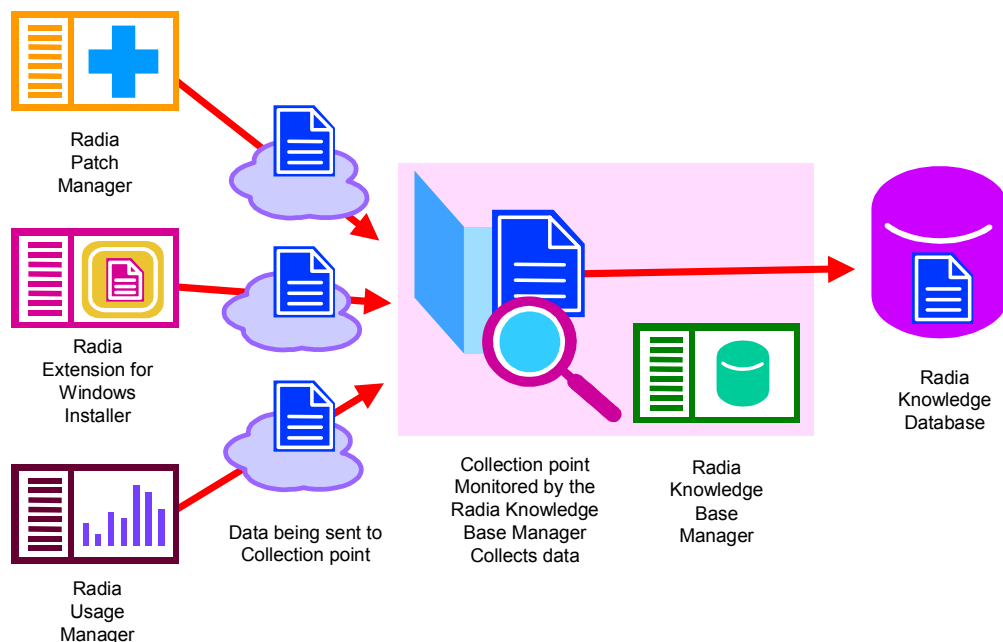 Radia
Patch
Manager
Radia
Extension for
Windows
Installer
Radia
Usage
Manager
Data being sent to
Collection point
Collection point
Monitored by the
Radia Knowledge
Base Manager
Collects data
Radia
Knowledge
Base
Manager
Radia
Knowledge
Database